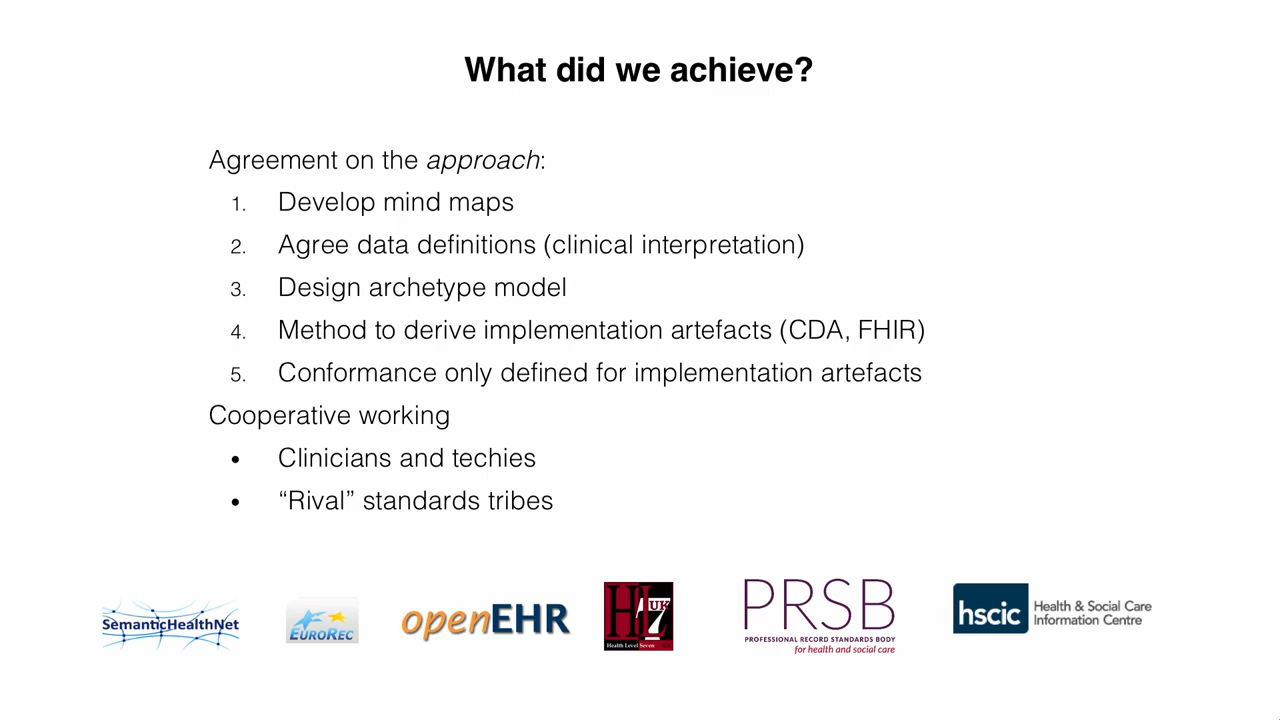 What did we achieve?
Agreement on the approach:
1. Develop mind maps
2. Agree data definitions (clinical interpretation)
3. Design archetype model
4. Method to derive implementation artefacts (CDA, FHIR)
5. Conformance only defined for implementation artefacts
Cooperative working
• Clinicians and techies
• “Rival” standards tribes
SemanticHealthNet
EUROREC
openEHR
HL7 UK
Health Level Seven
PRSB
PROFESSIONAL RECORD STANDARDS BODY
for health and social care
hscic
Health & Social Care
Information Centre